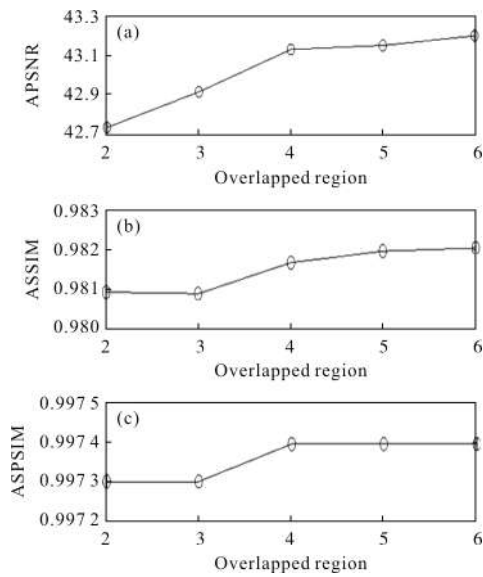 (a)
APSNR
43.3
43.1
42.9
42.7
2 3 4 5 6
Overlapped region
(b)
ASSIM
0.983
0.982
0.981
0.980
2 3 4 5 6
Overlapped region
(c)
ASPSIM
0.997 5
0.997 4
0.997 3
0.997 2
2 3 4 5 6
Overlapped region